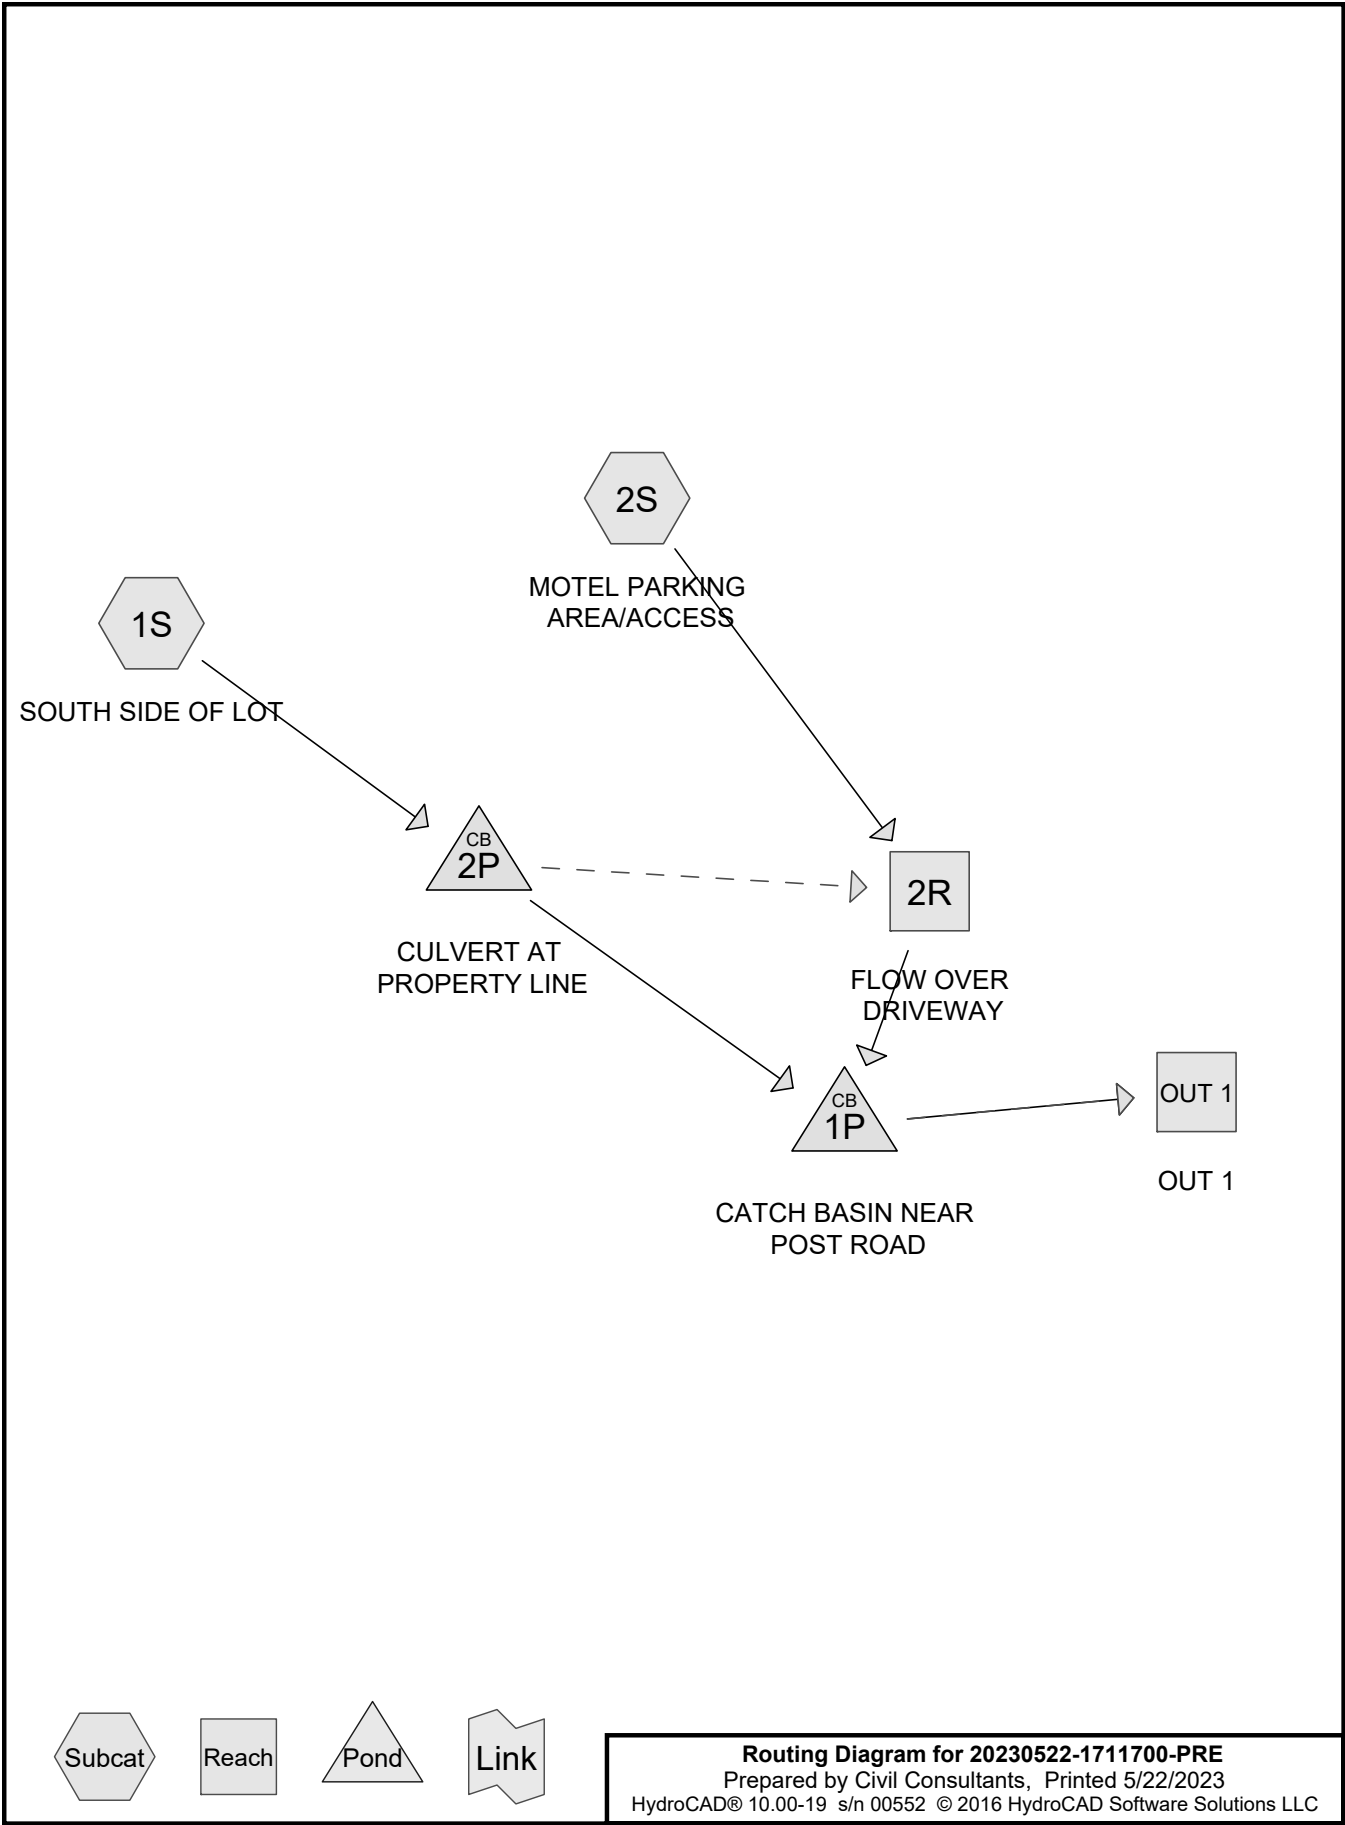 2S
MOTEL PARKING
AREA/ACCESS
1S
SOUTH SIDE OF LOT
CB
2P
CULVERT AT
PROPERTY LINE
2R
FLOW OVER
DRIVEWAY
CB
1P
CATCH BASIN NEAR
POST ROAD
OUT 1
OUT 1
Subcat
Reach
Pond
Link
Routing Diagram for 20230522-1711700-PRE
Prepared by Civil Consultants, Printed 5/22/2023
HydroCAD® 10.00-19 s/n 00552 © 2016 HydroCAD Software Solutions LLC